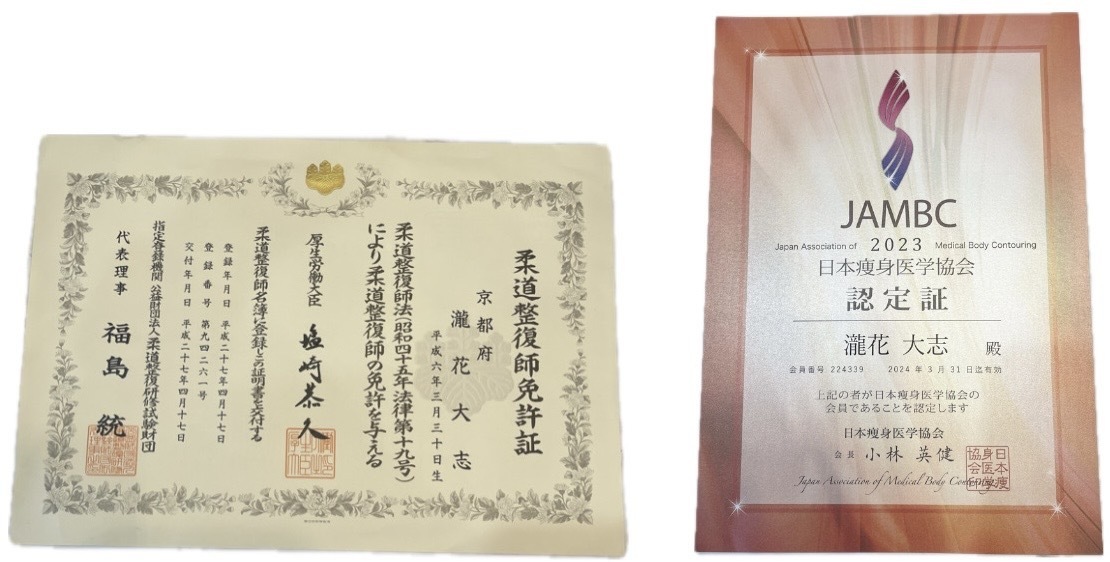 柔道整復師免許証
京都府
瀧花大志
平成六年三月三十日生
柔道整復師法(昭和四十五年法律第十九号)
により柔道整復師の免許を与える
厚生労働大臣 塩崎恭久
柔道整復師名簿に登録しこの証明書を交付する
登録年月日 平成二十七年四月十七日
登録番号 第九四二六一号
交付年月日 平成二十七年四月十七日
指定登録機関 公益財団法人柔道整復研修試験財団
代表理事 福島統
JAMBC
Japan Association of 2023 Medical Body Contouring
日本痩身医学協会
認定証
瀧花 大志 殿
会員番号 224339 2024年3月31日迄有効
上記の者が日本痩身医学協会の
会員であることを認定します
日本痩身医学協会
会長 小林 英健
日本痩身医学協会印
Japan Association of Medical Body